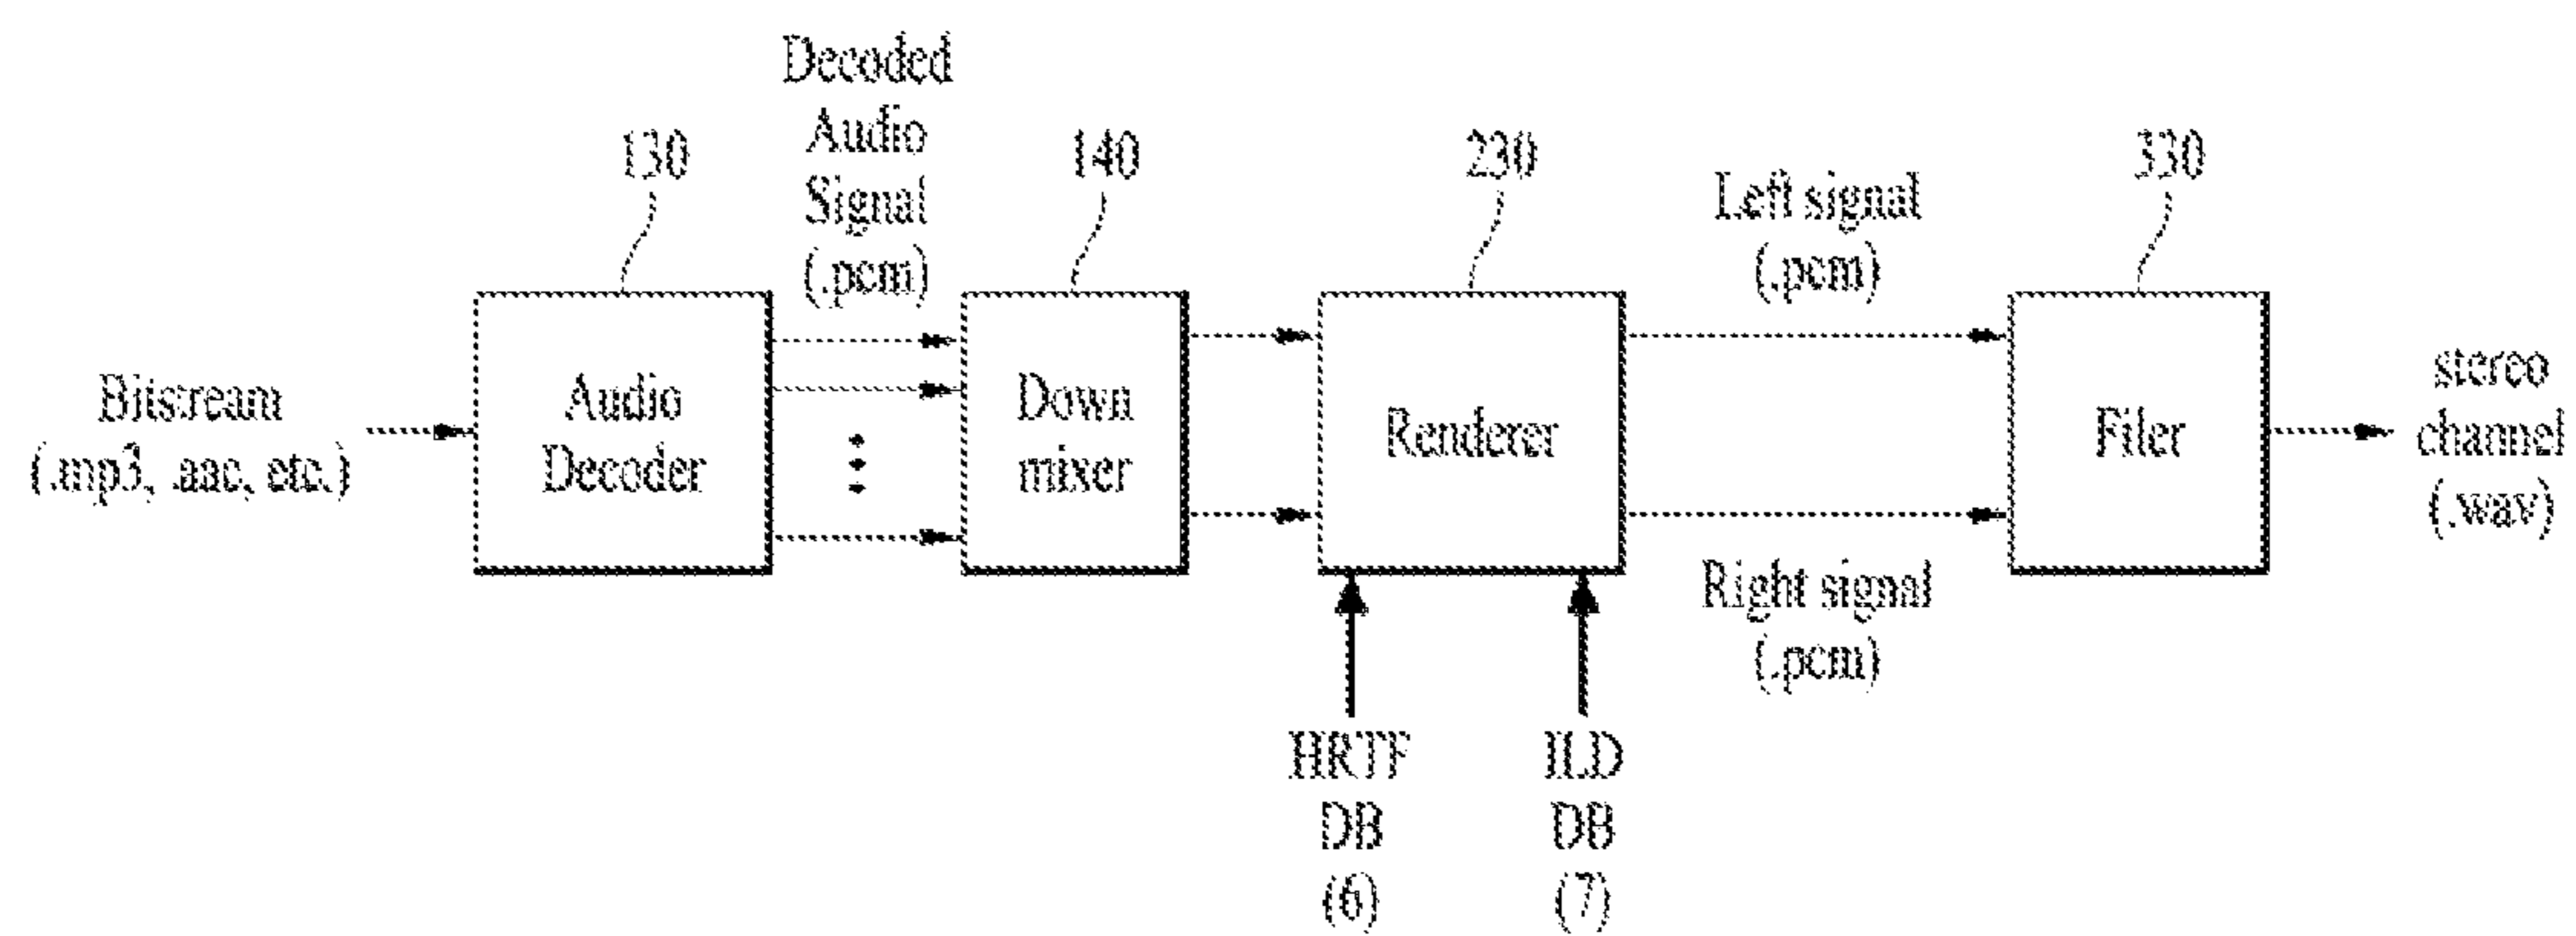 Decoded
Audio
Signal
(.pcm)
130
140
230
330
Left signal
(.pcm)
Bitstream
(.mp3, .aac, etc.)
Audio
Decoder
Down
mixer
Renderer
Filer
stereo
channel
(.wav)
Right signal
(.pcm)
HRTF
DB
(6)
ILD
DB
(7)